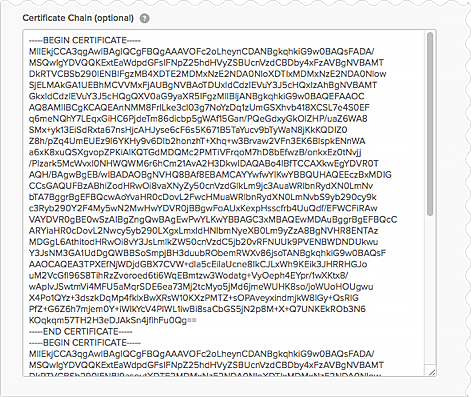 Certificate Chain (optional) ?
-----BEGIN CERTIFICATE-----
MIIEkjCCA3qgAwIBAgIQCgFBQgAAAVOFc2oLheynCDANBgkqhkiG9w0BAQsFADA/
MSQwIgYDVQQKExtEaWdpdGFsIFNpZ25hdHVyZSBUcnVzdCBDby4xFzAVBgNVBAMT
DkRTVCBSb290IENBIFgzMB4XDTE2MDMxNzE2NDA0NloXDTIxMDMxNzE2NDA0Nlow
SjELMAkGA1UEBhMCVVMxFjAUBgNVBAoTDUxldCdzIEVuY3J5cHQxIzAhBgNVBAMT
GkxldCdzIEVuY3J5cHQgQXV0aG9yaXR5IFgzMIIBIjANBgkqhkiG9w0BAQEFAAOC
AQ8AMIIBCgKCAQEAnNMM8FrlLke3cl03g7NoYzDq1zUmGSXhvb418XCSL7e4S0EF
q6meNQhY7LEqxGiHC6PjdeTm86dicbp5gWAf15Gan/PQeGdxyGkOlZHP/uaZ6WA8
SMx+yk13EiSdRxta67nsHjcAHJyse6cF6s5K671B5TaYucv9bTyWaN8jKkKQDIZ0
Z8h/pZq4UmEUEz9l6YKHy9v6Dlb2honzhT+Xhq+w3Brvaw2VFn3EK6BlspkENnWA
a6xK8xuQSXgvopZPKiAlKQTGdMDQMc2PMTiVFrqoM7hD8bEfwzB/onkxEz0tNvjj
/PIzark5McWvxI0NHWQWM6r6hCm21AvA2H3DkwIDAQABo4IBfTCCAXkwEgYDVR0T
AQH/BAgwBgEB/wIBADAOBgNVHQ8BAf8EBAMCAYYwfwYIKwYBBQUHAQEEczBxMDIG
CCsGAQUFBzABhiZodHRwOi8vaXNyZy50cnVzdGlkLm9jc3AuaWRlbnRydXN0LmNv
bTA7BggrBgEFBQcwAoYvaHR0cDovL2FwcHMuaWRlbnRydXN0LmNvbS9yb290cy9k
c3Ryb290Y2F4My5wN2MwHwYDVR0jBBgwFoAUxKexpHsscfrb4UuQdf/EFWCFiRAw
VAYDVR0gBE0wSzAIBgZngQwBAgEwPwYLKwYBBAGC3xMBAQEwMDAuBggrBgEFBQcC
ARYiaHR0cDovL2Nwcy5yb290LXgxLmxldHNlbmNyeXB0Lm9yZzA8BgNVHR8ENTAz
MDGgL6AthitodHRwOi8vY3JsLmlkZW50cnVzdC5jb20vRFNUUk9PVENBWDNDUkwu
Y3JsMB0GA1UdDgQWBBSoSmpjBH3duubRObemRWXv86jsoTANBgkqhkiG9w0BAQsF
AAOCAQEA3TPXEfNjWDjdGBX7CVW+dla5cEilaUcne8IkCJLxWh9KEik3JHRRHGJo
uM2VcGfl96S8TihRzZvoroed6ti6WqEBmtzw3Wodatg+VyOeph4EYpr/1wXKtx8/
wApIvJSwtmVi4MFU5aMqrSDE6ea73Mj2tcMyo5jMd6jmeWUHK8so/joWUoHOUgwu
X4Po1QYz+3dszkDqMp4fklxBwXRsW10KXzPMTZ+sOPAveyxindmjkW8lGy+QsRlG
PfZ+G6Z6h7mjem0Y+iWlkYcV4PIWL1iwBi8saCbGS5jN2p8M+X+Q7UNKEkROb3N6
KOqkqm57TH2H3eDJAkSn4jflhFu0Qg==
-----END CERTIFICATE-----
-----BEGIN CERTIFICATE-----
MIIEkjCCA3qgAwIBAgIQCgFBQgAAAVOFc2oLheynCDANBgkqhkiG9w0BAQsFADA/
MSQwIgYDVQQKExtEaWdpdGFsIFNpZ25hdHVyZSBUcnVzdCBDby4xFzAVBgNVBAMT